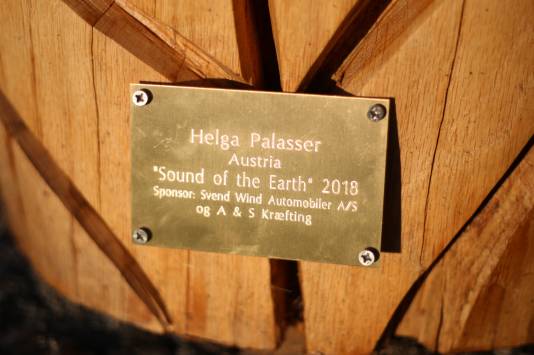 Helga Palasser
Austria
"Sound of the Earth" 2018
Sponsor: Svend Wind Automobiler A/S
og A & S Kræfting